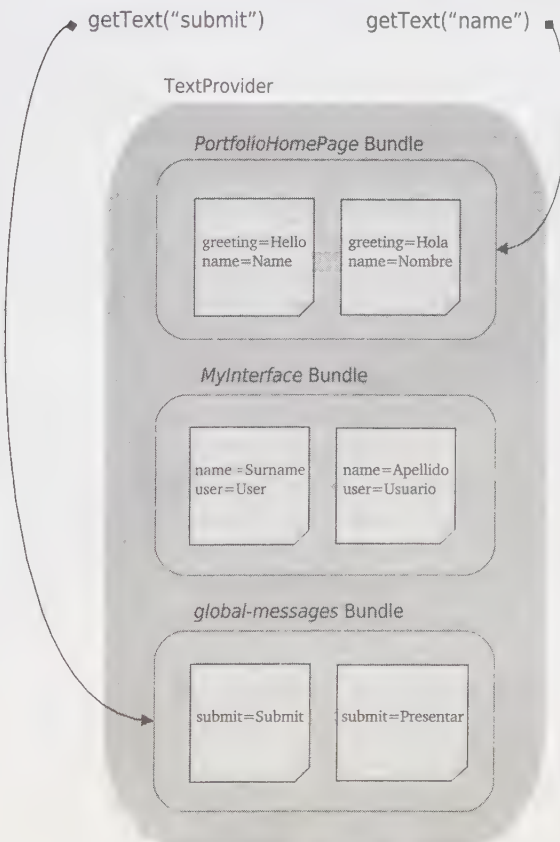 getText(“submit”) getText(“name”)
TextProvider
PortfolioHomePage Bundle
greeting=Hello
name=Name
greeting=Hola
name=Nombre
MyInterface Bundle
name =Surname
user=User
name=Apellido
user=Usuario
global-messages Bundle
submit=Submit
submit=Presentar